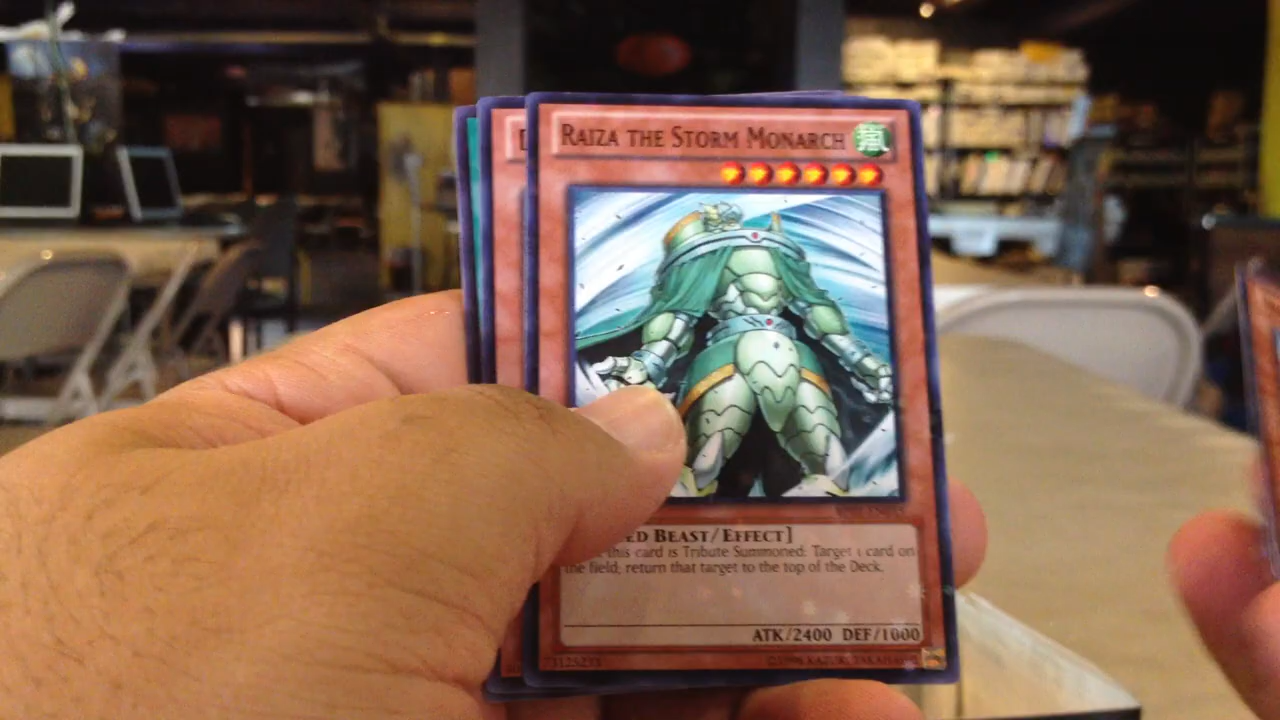 RAIZA THE STORM MONARCH
ED BEAST/EFFECT]
this card is Tribute Summoned: Target 1 card on
the field; return that target to the top of the Deck.
ATK/2400 DEF/1000